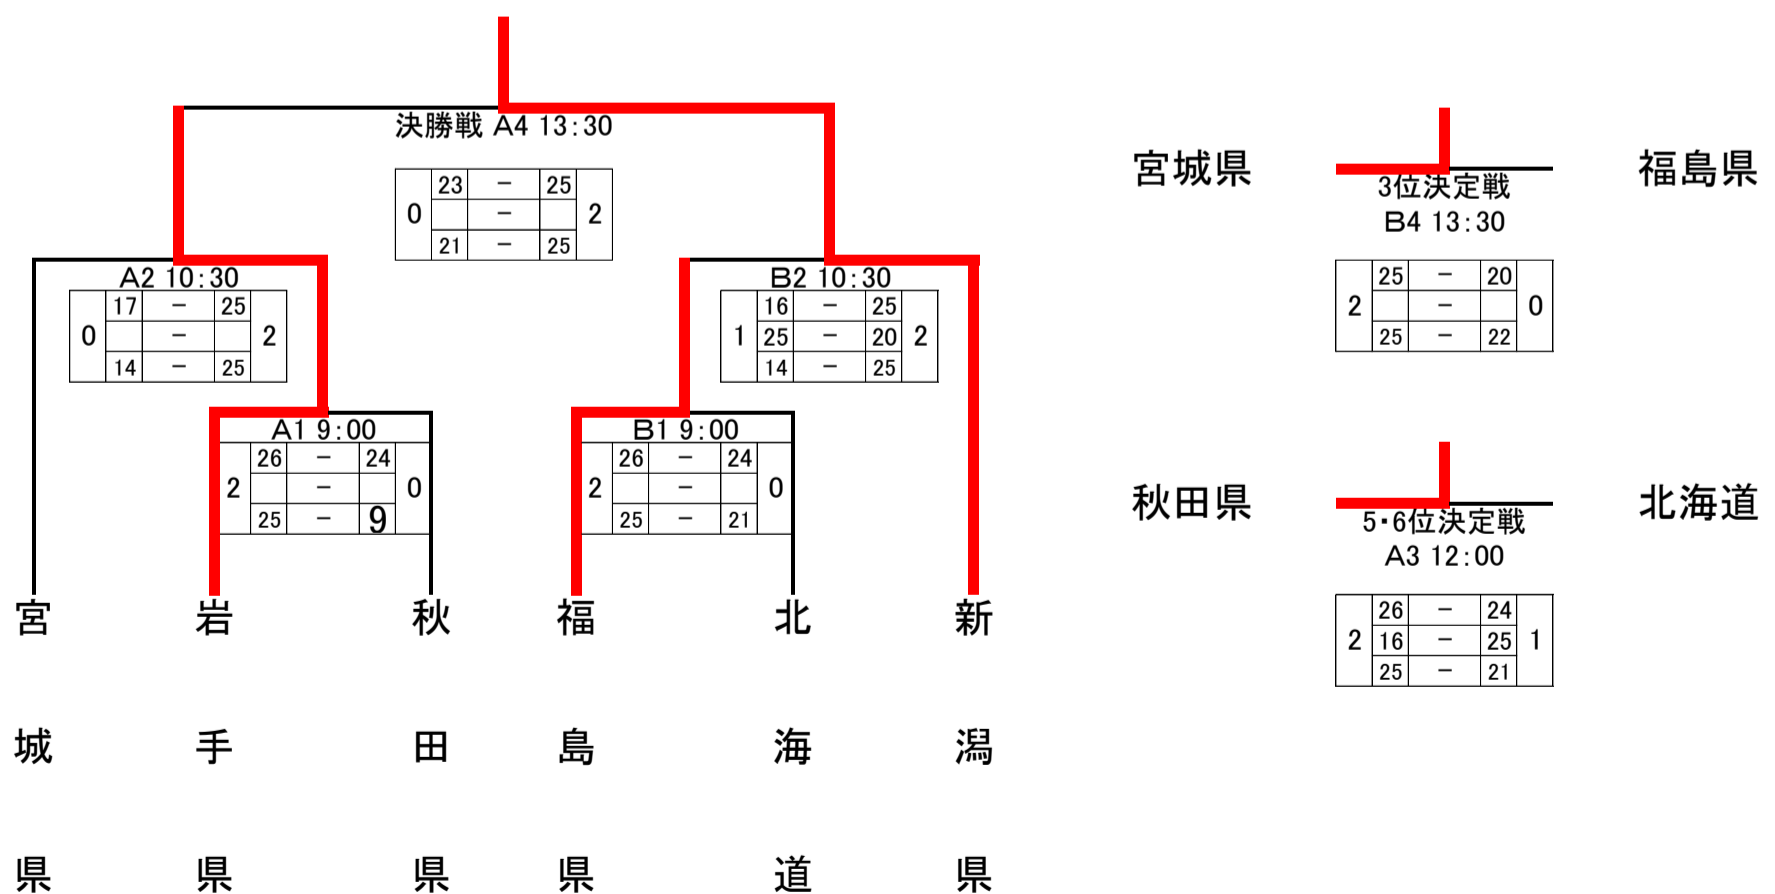 決勝戦 A4 13:30
0 23 － 25 2
－
21 － 25
A2 10:30
0 17 － 25 2
－
14 － 25
B2 10:30
1 16 － 25 2
25 － 20
14 － 25
A1 9:00
2 26 － 24 0
－
25 － 9
B1 9:00
2 26 － 24 0
－
25 － 21
宮城県
岩手県
秋田県
福島県
北海道
新潟県
宮城県 福島県
3位決定戦
B4 13:30
2 25 － 20 0
－
25 － 22
秋田県 北海道
5・6位決定戦
A3 12:00
2 26 － 24 1
16 － 25
25 － 21